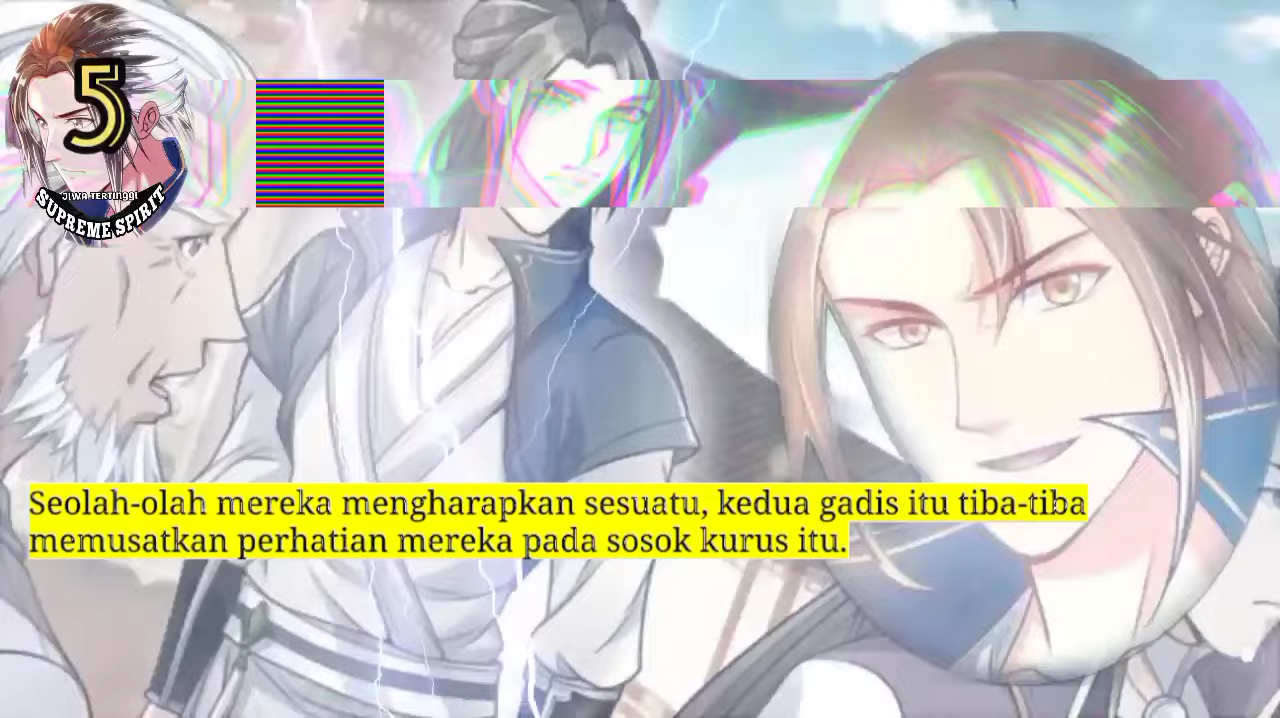 5
JIWA TERTINGGI
SUPREME SPIRIT
Seolah-olah mereka mengharapkan sesuatu, kedua gadis itu tiba-tiba
memusatkan perhatian mereka pada sosok kurus itu.